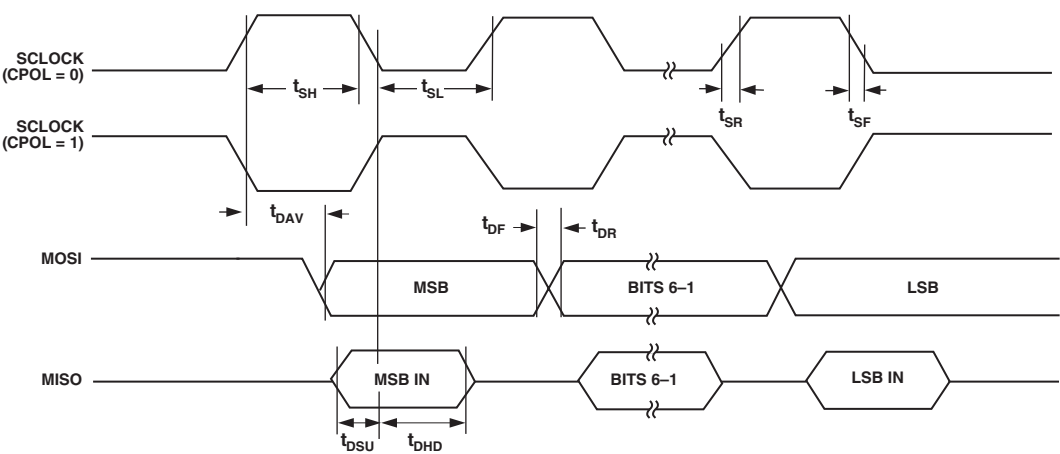 SCLOCK
(CPOL = 0)
tSH
tSL
tSR
tSF
SCLOCK
(CPOL = 1)
tDAV
tDF
tDR
MOSI
MSB
BITS 6–1
LSB
MISO
MSB IN
BITS 6–1
LSB IN
tDSU
tDHD